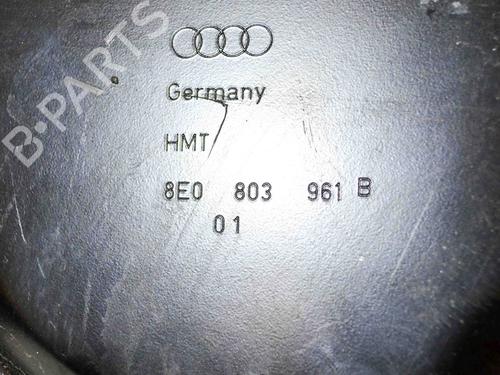 B-PARTS
Germany
HMT
8E0 803 961 B
01